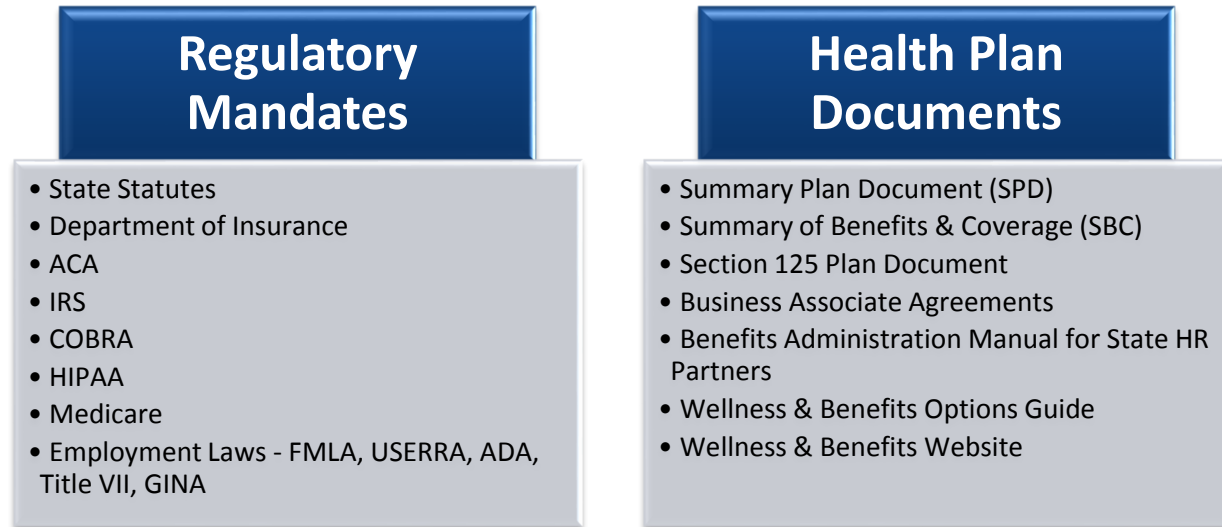 Regulatory
Mandates
• State Statutes
• Department of Insurance
• ACA
• IRS
• COBRA
• HIPAA
• Medicare
• Employment Laws - FMLA, USERRA, ADA,
Title VII, GINA
Health Plan
Documents
• Summary Plan Document (SPD)
• Summary of Benefits & Coverage (SBC)
• Section 125 Plan Document
• Business Associate Agreements
• Benefits Administration Manual for State HR
Partners
• Wellness & Benefits Options Guide
• Wellness & Benefits Website